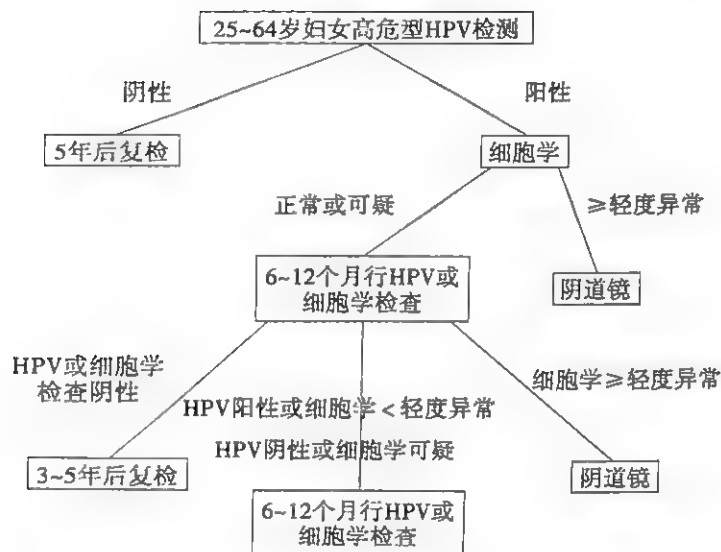 25~64岁妇女高危型HPV检测
阴性
阳性
5年后复检
细胞学
正常或可疑
≥轻度异常
6~12个月行HPV或
细胞学检查
阴道镜
HPV或细胞学
检查阴性
细胞学≥轻度异常
HPV阳性或细胞学<轻度异常
HPV阴性或细胞学可疑
3~5年后复检
阴道镜
6~12个月行HPV或
细胞学检查